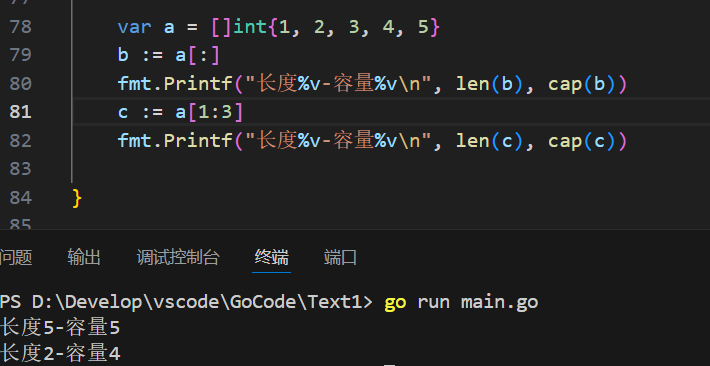 78 var a = []int{1, 2, 3, 4, 5}
79 b := a[:]
80 fmt.Printf("长度%v-容量%v\n", len(b), cap(b))
81 c := a[1:3]
82 fmt.Printf("长度%v-容量%v\n", len(c), cap(c))
83
84 }
85
问题 输出 调试控制台 终端 端口
PS D:\Develop\vscode\GoCode\Text1> go run main.go
长度5-容量5
长度2-容量4